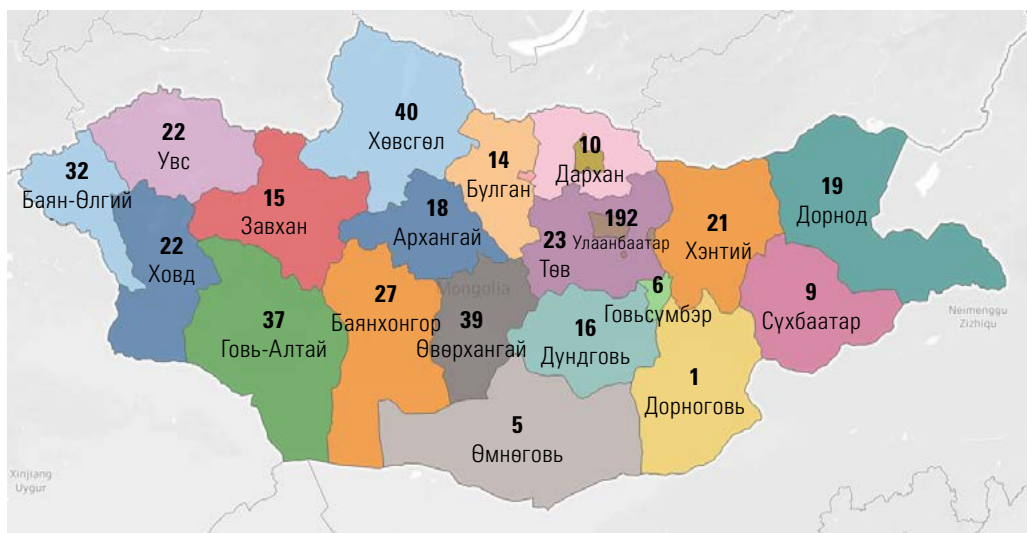 40
Хөвсгөл
22
Увс
32
Баян-Өлгий
15
Завхан
22
Ховд
14
Булган
10
Дархан
18
Архангай
192
Улаанбаатар
23
Төв
21
Хэнтий
19
Дорнод
37
Говь-Алтай
27
Баянхонгор
Mongolia
39
Өвөрхангай
6
Говьсүмбэр
16
Дундговь
9
Сүхбаатар
1
Дорноговь
5
Өмнөговь
Neimenggu
Zizhiqu
Xinjiang
Uygur